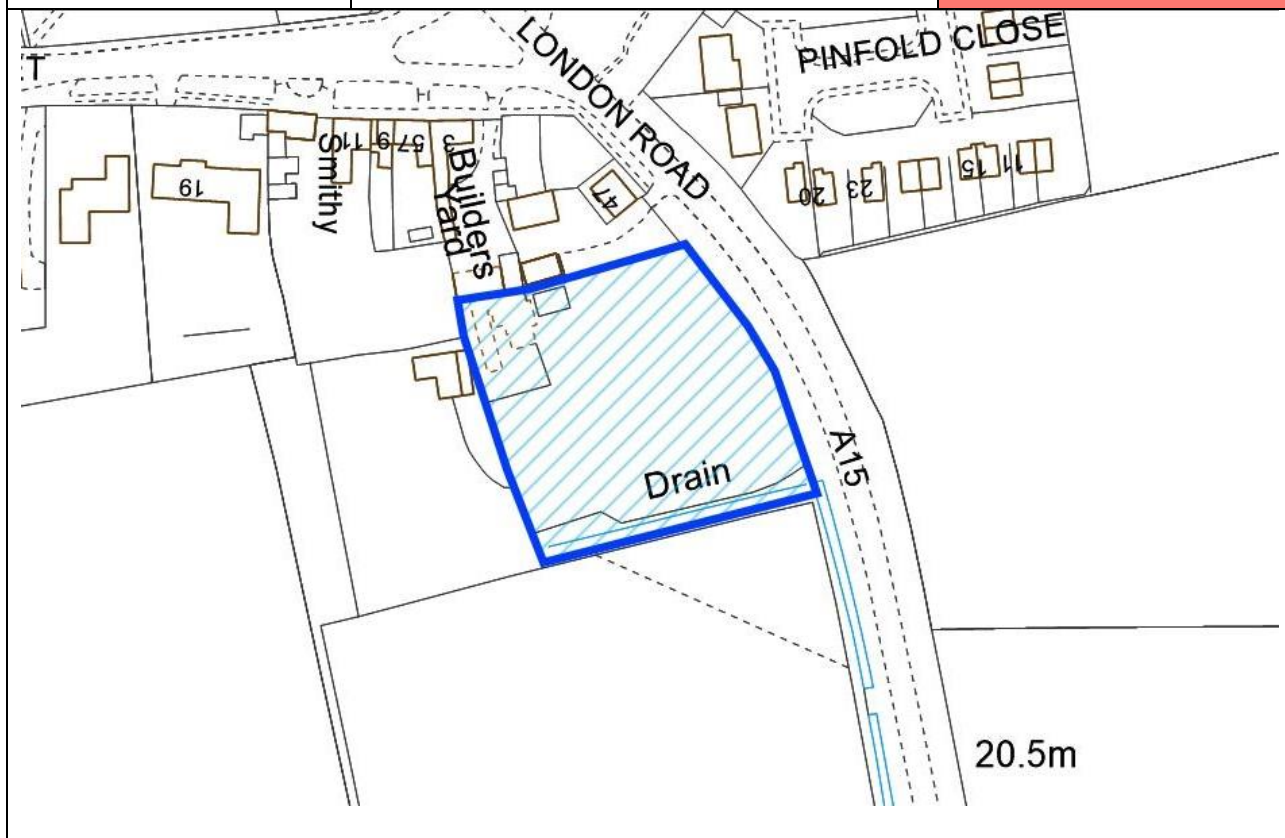 T
LONDON ROAD
PINFOLD CLOSE
19
Smithy
11
9
57
3
Builders
Yard
47
20
23
15
11
A15
Drain
20.5m